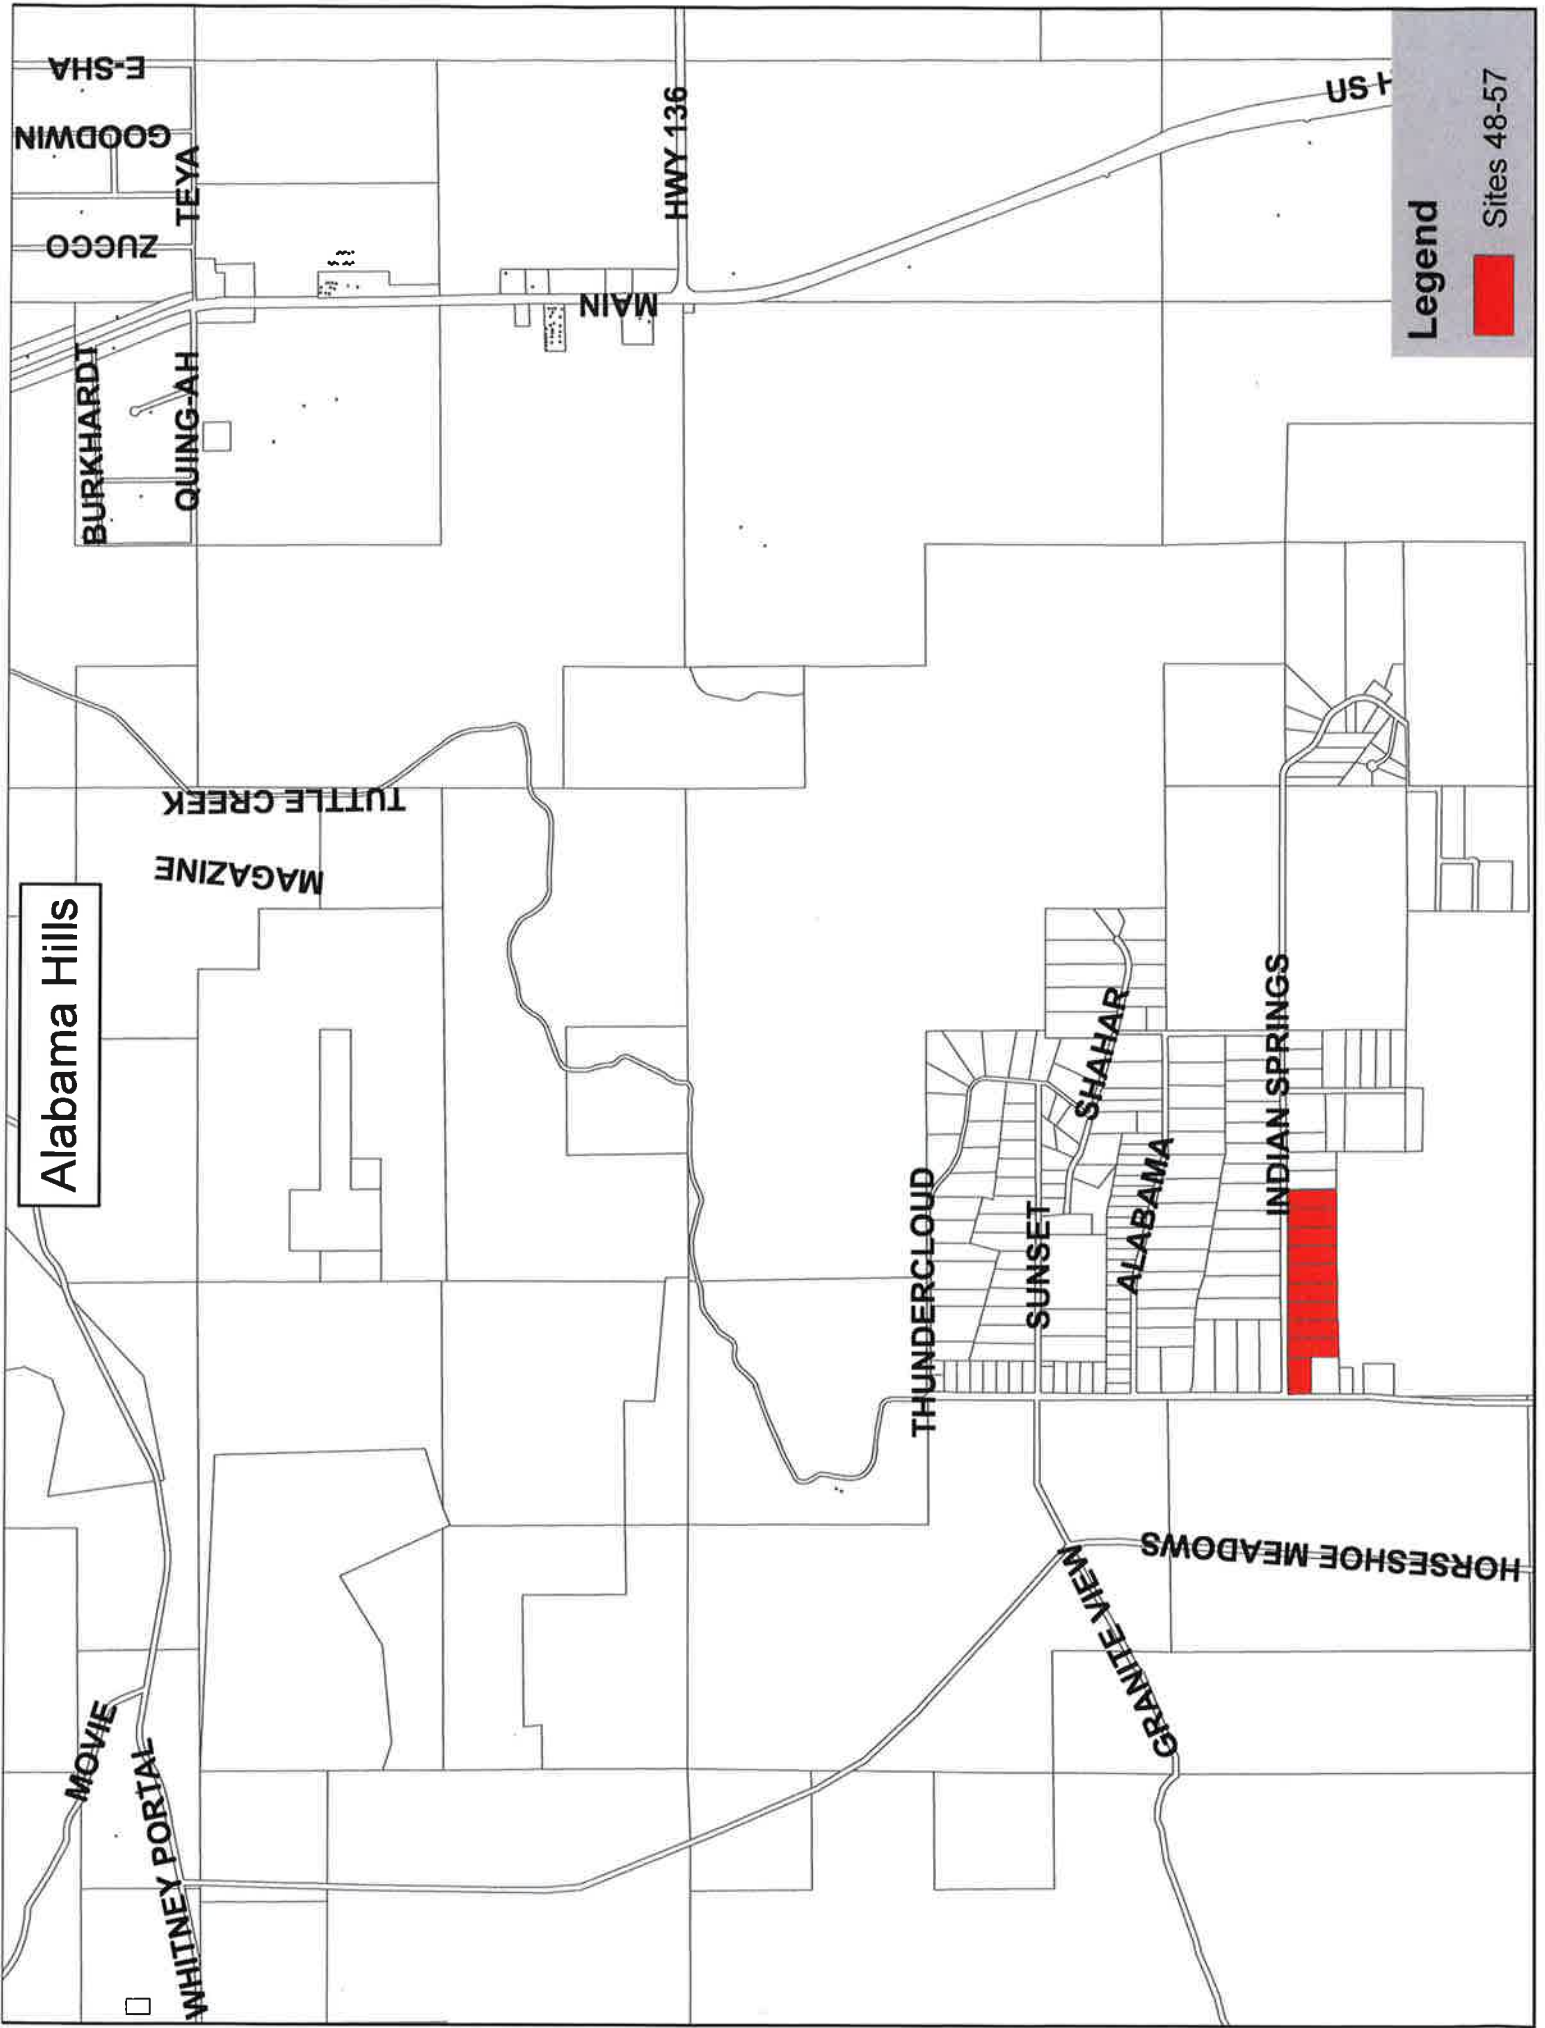 Alabama Hills
E-SHA
GOODWIN
ZUCCO
TEYA
BURKHARDT
QUING-AH
MAIN
HWY 136
US H
TUTTLE CREEK
MAGAZINE
MOVIE
WHITNEY PORTAL
THUNDERCLOUD
SUNSET
SHAHAR
ALABAMA
INDIAN SPRINGS
GRANITE VIEW
HORSESHOE MEADOWS
Legend
Sites 48-57